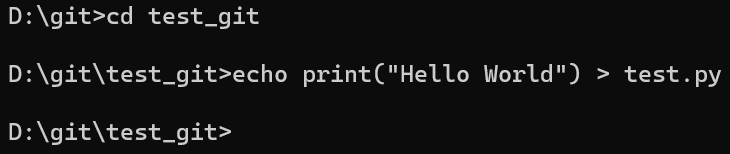 D:\git>cd test_git
D:\git\test_git>echo print("Hello World") > test.py
D:\git\test_git>